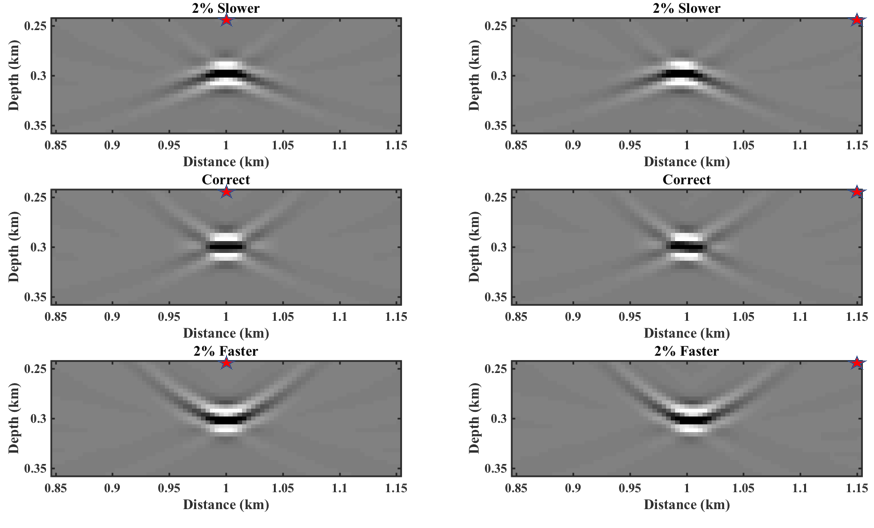 2% Slower
0.25
0.3
0.35
Depth (km)
0.85 0.9 0.95 1 1.05 1.1 1.15
Distance (km)
2% Slower
0.25
0.3
0.35
Depth (km)
0.85 0.9 0.95 1 1.05 1.1 1.15
Distance (km)
Correct
0.25
0.3
0.35
Depth (km)
0.85 0.9 0.95 1 1.05 1.1 1.15
Distance (km)
Correct
0.25
0.3
0.35
Depth (km)
0.85 0.9 0.95 1 1.05 1.1 1.15
Distance (km)
2% Faster
0.25
0.3
0.35
Depth (km)
0.85 0.9 0.95 1 1.05 1.1 1.15
Distance (km)
2% Faster
0.25
0.3
0.35
Depth (km)
0.85 0.9 0.95 1 1.05 1.1 1.15
Distance (km)